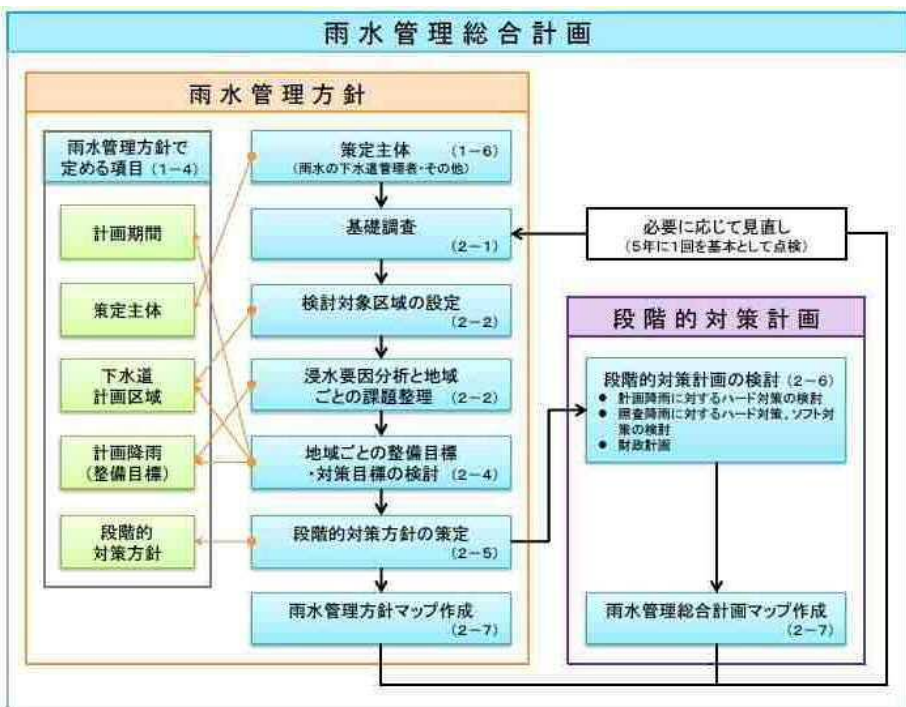 雨水管理総合計画
雨水管理方針
雨水管理方針で
定める項目(1-4)
計画期間
策定主体
下水道
計画区域
計画降雨
(整備目標)
段階的
対策方針
策定主体 (1-6)
(雨水の下水道管理者・その他)
基礎調査
(2-1)
検討対象区域の設定
(2-2)
浸水要因分析と地域
ごとの課題整理 (2-2)
地域ごとの整備目標
・対策目標の検討 (2-4)
段階的対策方針の策定
(2-5)
雨水管理方針マップ作成
(2-7)
必要に応じて見直し
(5年に1回を基本として点検)
段階的対策計画
段階的対策計画の検討 (2-6)
● 計画降雨に対するハード対策の検討
● 照査降雨に対するハード対策、ソフト対
策の検討
● 財政計画
雨水管理総合計画マップ作成
(2-7)